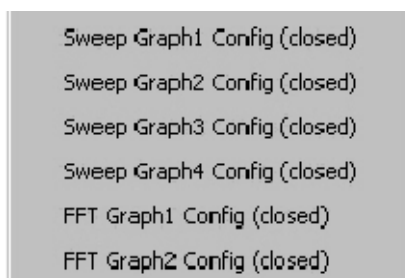 Sweep Graph1 Config (closed)
Sweep Graph2 Config (closed)
Sweep Graph3 Config (closed)
Sweep Graph4 Config (closed)
FFT Graph1 Config (closed)
FFT Graph2 Config (closed)